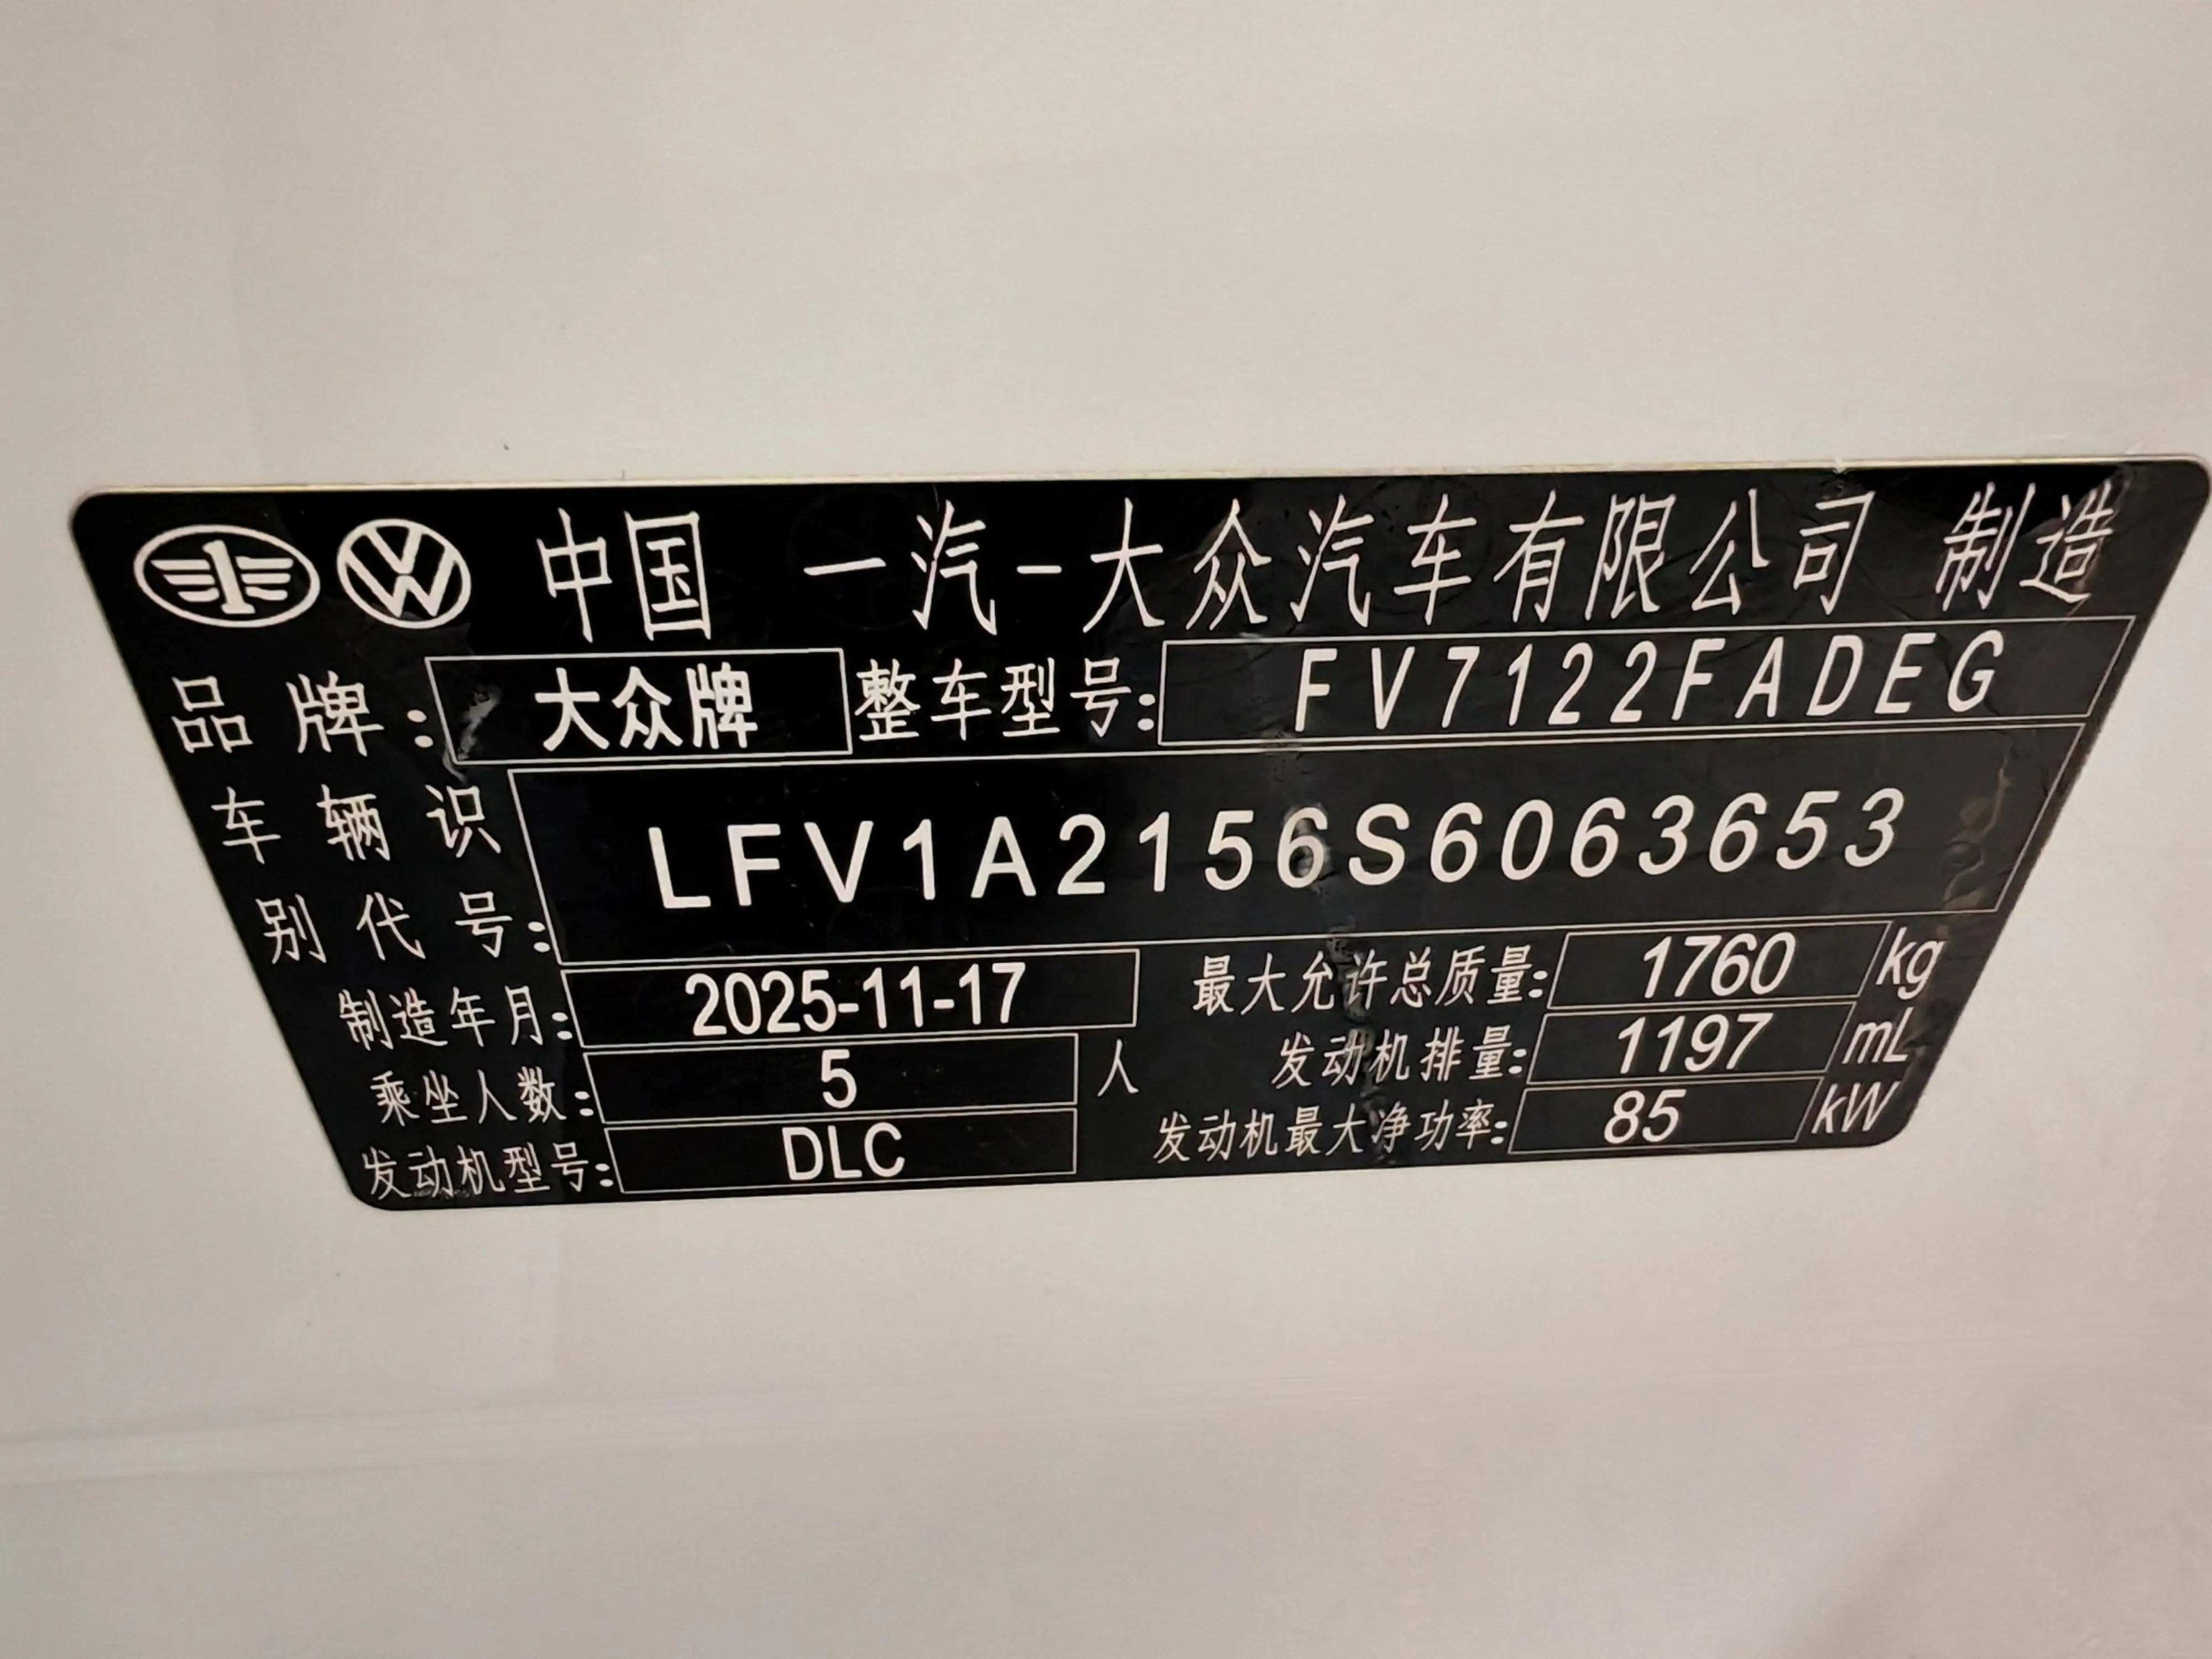 中国 一汽-大众汽车有限公司 制造
品牌: 大众牌 整车型号: FV7122FADEG
车辆识别代号: LFV1A2156S6063653
制造年月: 2025-11-17 最大允许总质量: 1760 kg
乘坐人数: 5 人 发动机排量: 1197 mL
发动机型号: DLC 发动机最大净功率: 85 kW